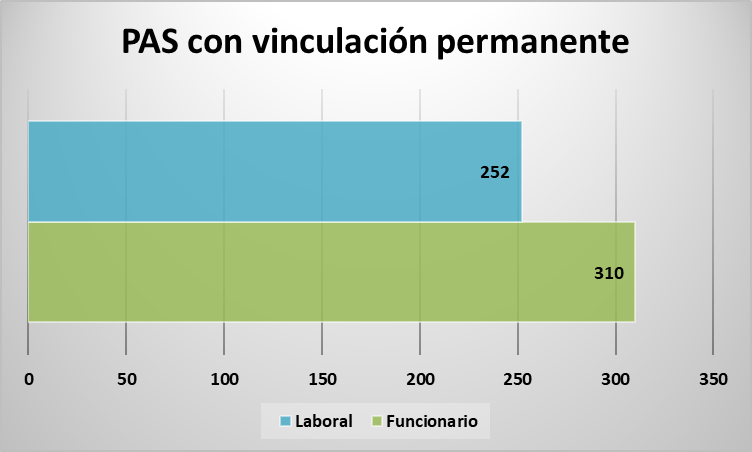 PAS con vinculación permanente
252
310
0 50 100 150 200 250 300 350
Laboral Funcionario